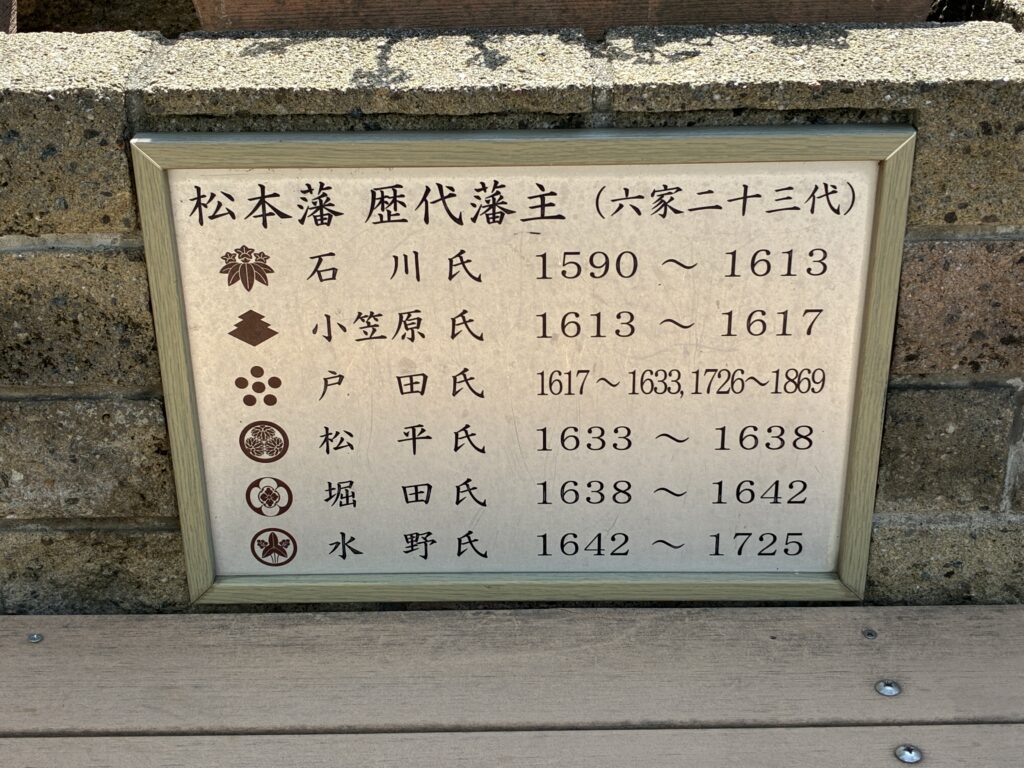 松本藩 歴代藩主（六家二十三代）
石川氏 1590 ～ 1613
小笠原氏 1613 ～ 1617
戸田氏 1617～1633, 1726～1869
松平氏 1633 ～ 1638
堀田氏 1638 ～ 1642
水野氏 1642 ～ 1725